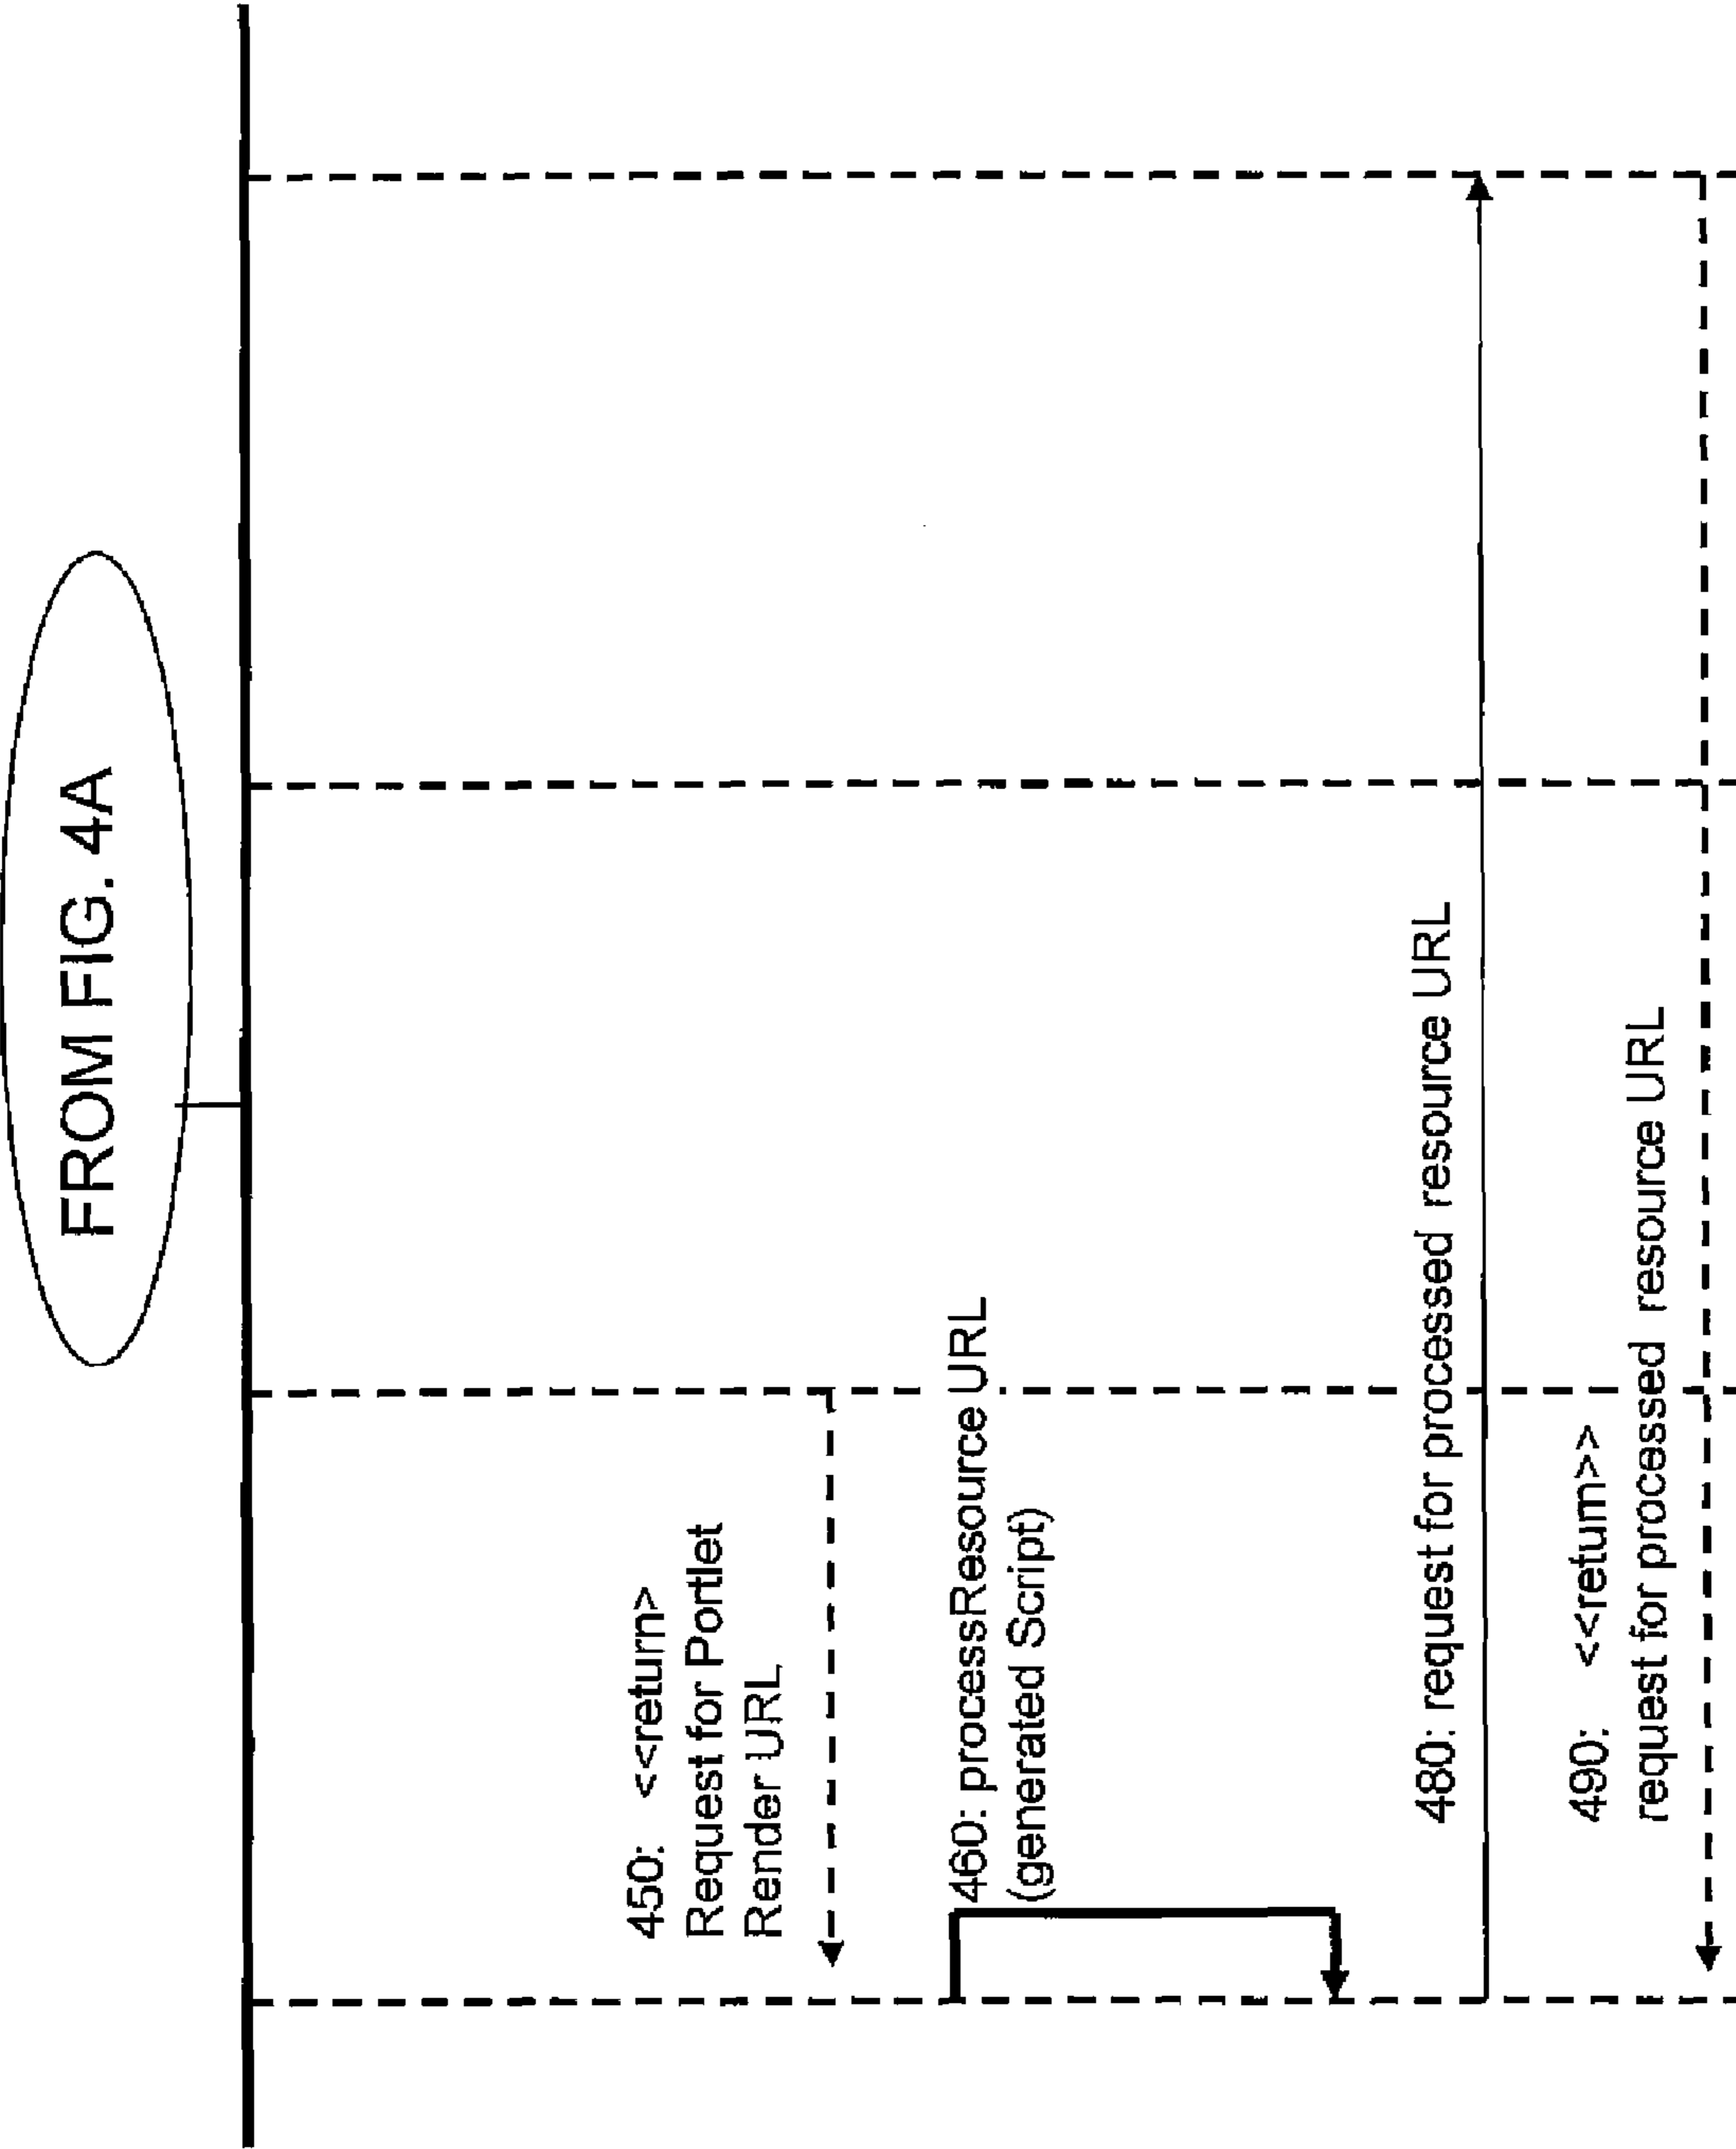 FROM FIG. 4A
450: <<return>
Request for Portlet
Render URL
460: processResource URL
(generated Script)
480: request for processed resource URL
490: <<return>>
request for processed resource URL